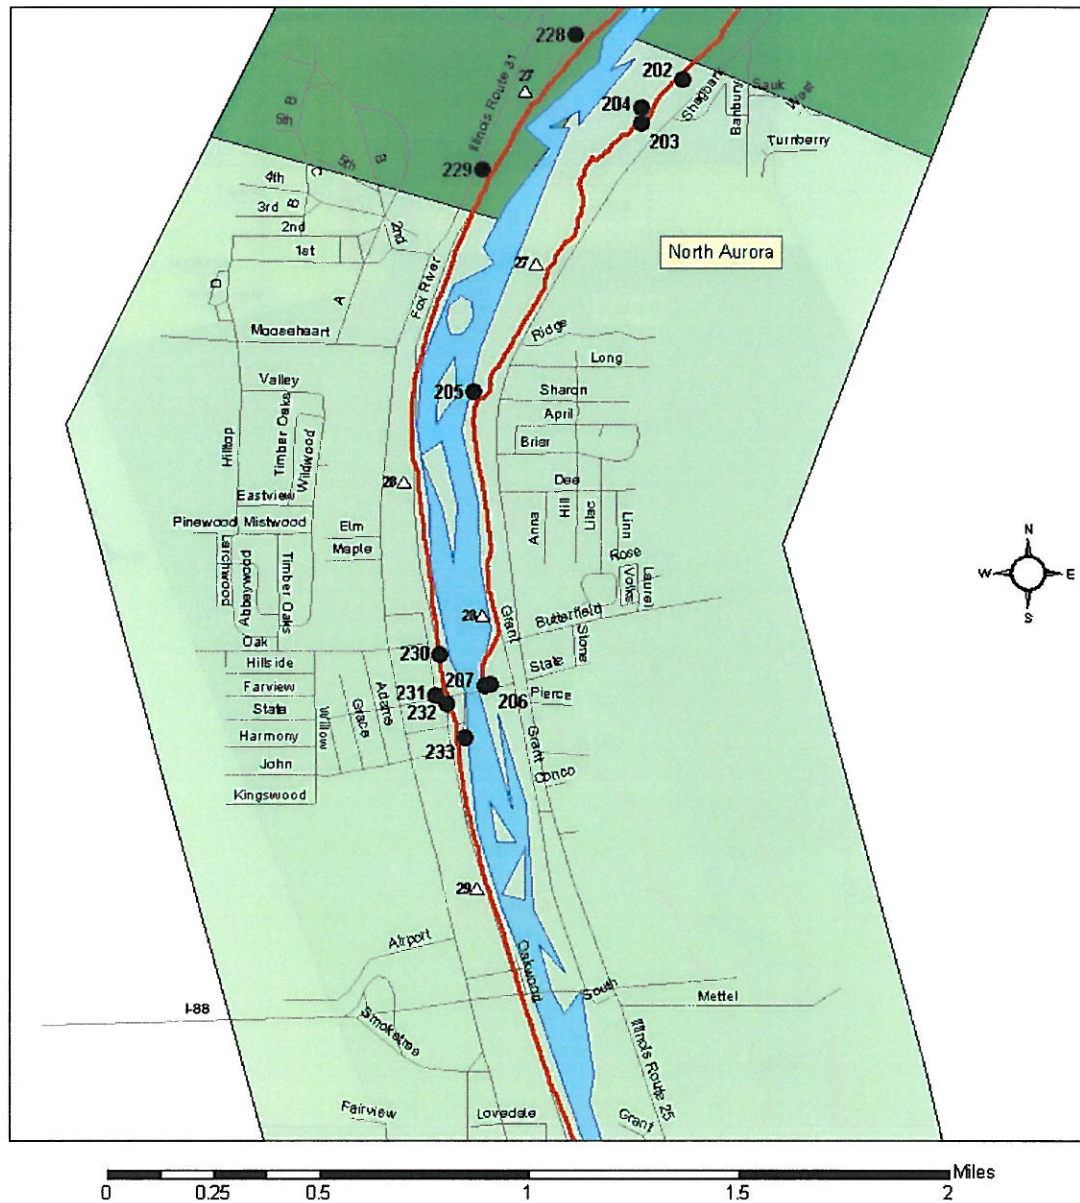 228
Illinois Route 31
27
202
Shagbark
Sauk
West
204
203
Banbury
Turnberry
B
5th
B
5th
229
C
4th
3rd
B
2nd
2nd
1st
27
North Aurora
D
A
Fox River
Mooseheart
Ridge
Long
Valley
205
Sharon
April
Briar
Hilltop
Timber Oaks
Wildwood
28
Dee
Eastview
Pinewood
Mistwood
Elm
Maple
Anna
Hill
Lilac
Linn
Rose
Volks
Laurel
Larchwood
Abbeywood
Timber Oaks
28
Grant
Butterfield
Stone
Oak
230
Hillside
State
Farview
231
207
206
Pierce
State
232
Willow
Grace
Adams
Harmony
233
John
Grant
Conco
Kingswood
29
Airport
Oakwood
South
Mettel
I-88
Smoketree
Illinois Route 25
Fairview
Lovedale
Grant
N
W
E
S
Miles
0 0.25 0.5 1 1.5 2